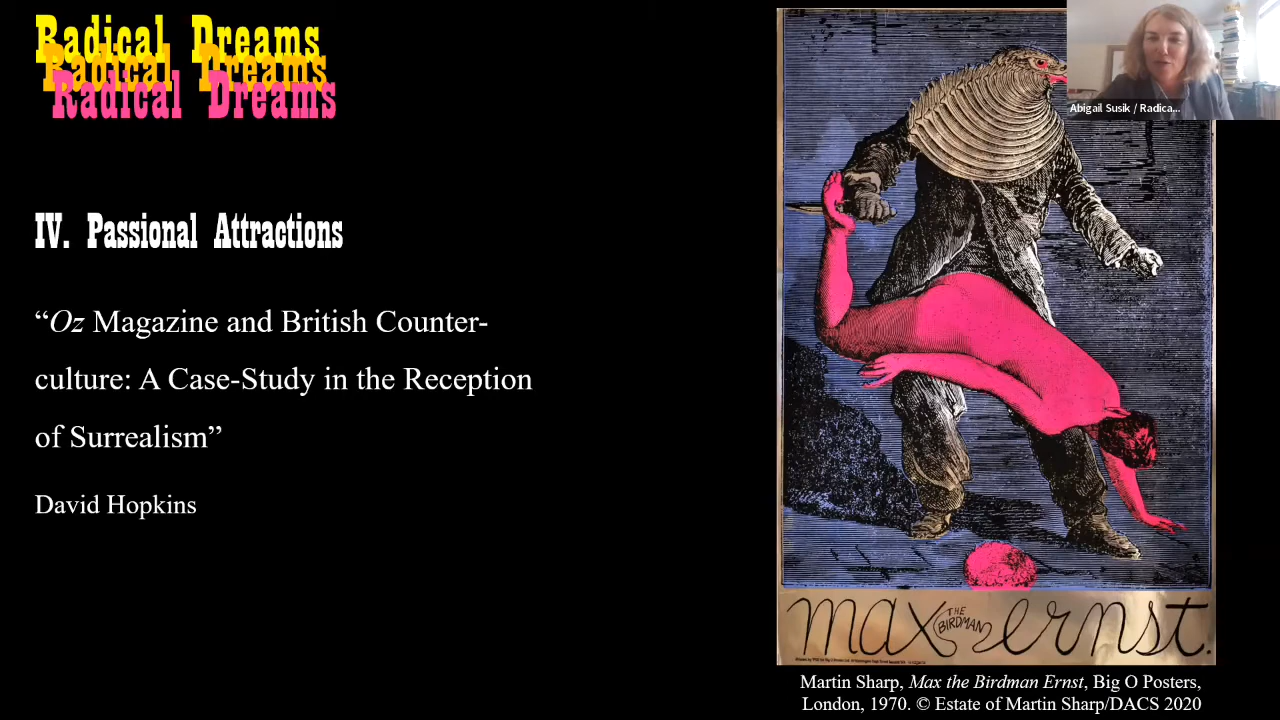 Radical Dreams
Radical Dreams
Radical Dreams
IV. Passional Attractions
“Oz Magazine and British Counter-
culture: A Case-Study in the Reception
of Surrealism”
David Hopkins
Abigail Susik / Radica...
max THE BIRDMAN ernst.
Martin Sharp, Max the Birdman Ernst, Big O Posters,
London, 1970. © Estate of Martin Sharp/DACS 2020